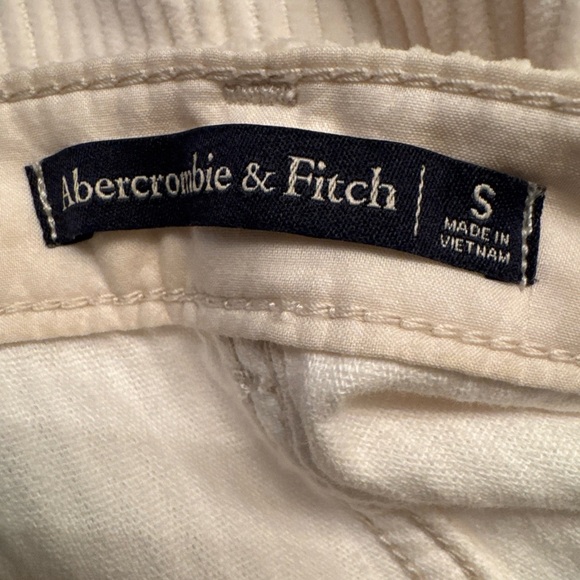 Abercrombie & Fitch
S
MADE IN
VIETNAM